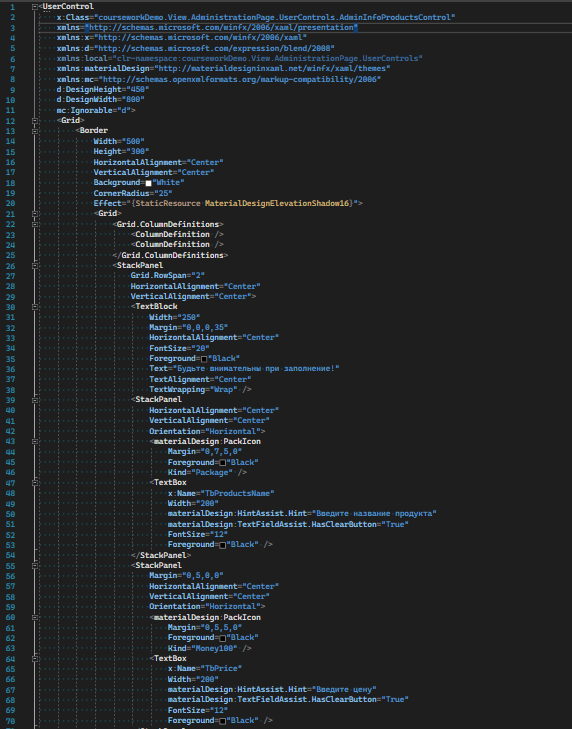 1 <UserControl
2 x:Class="courseworkDemo.View.AdministrationPage.UserControls.AdminInfoProductsControl"
3 xmlns="http://schemas.microsoft.com/winfx/2006/xaml/presentation"
4 xmlns:x="http://schemas.microsoft.com/winfx/2006/xaml"
5 xmlns:d="http://schemas.microsoft.com/expression/blend/2008"
6 xmlns:local="clr-namespace:courseworkDemo.View.AdministrationPage.UserControls"
7 xmlns:materialDesign="http://materialdesigninxaml.net/winfx/xaml/themes"
8 xmlns:mc="http://schemas.openxmlformats.org/markup-compatibility/2006"
9 d:DesignHeight="450"
10 d:DesignWidth="800"
11 mc:Ignorable="d">
12 <Grid>
13 <Border
14 Width="500"
15 Height="300"
16 HorizontalAlignment="Center"
17 VerticalAlignment="Center"
18 Background="White"
19 CornerRadius="25"
20 Effect="{StaticResource MaterialDesignElevationShadow16}">
21 <Grid>
22 <Grid.ColumnDefinitions>
23 <ColumnDefinition />
24 <ColumnDefinition />
25 </Grid.ColumnDefinitions>
26 <StackPanel
27 Grid.RowSpan="2"
28 HorizontalAlignment="Center"
29 VerticalAlignment="Center">
30 <TextBlock
31 Width="250"
32 Margin="0,0,0,35"
33 HorizontalAlignment="Center"
34 FontSize="20"
35 Foreground="Black"
36 Text="Будьте внимательны при заполнение!"
37 TextAlignment="Center"
38 TextWrapping="Wrap" />
39 <StackPanel
40 HorizontalAlignment="Center"
41 VerticalAlignment="Center"
42 Orientation="Horizontal">
43 <materialDesign:PackIcon
44 Margin="0,7,5,0"
45 Foreground="Black"
46 Kind="Package" />
47 <TextBox
48 x:Name="TbProductsName"
49 Width="200"
50 materialDesign:HintAssist.Hint="Введите название продукта"
51 materialDesign:TextFieldAssist.HasClearButton="True"
52 FontSize="12"
53 Foreground="Black" />
54 </StackPanel>
55 <StackPanel
56 Margin="0,5,0,0"
57 HorizontalAlignment="Center"
58 VerticalAlignment="Center"
59 Orientation="Horizontal">
60 <materialDesign:PackIcon
61 Margin="0,5,5,0"
62 Foreground="Black"
63 Kind="Money100" />
64 <TextBox
65 x:Name="TbPrice"
66 Width="200"
67 materialDesign:HintAssist.Hint="Введите цену"
68 materialDesign:TextFieldAssist.HasClearButton="True"
69 FontSize="12"
70 Foreground="Black" />